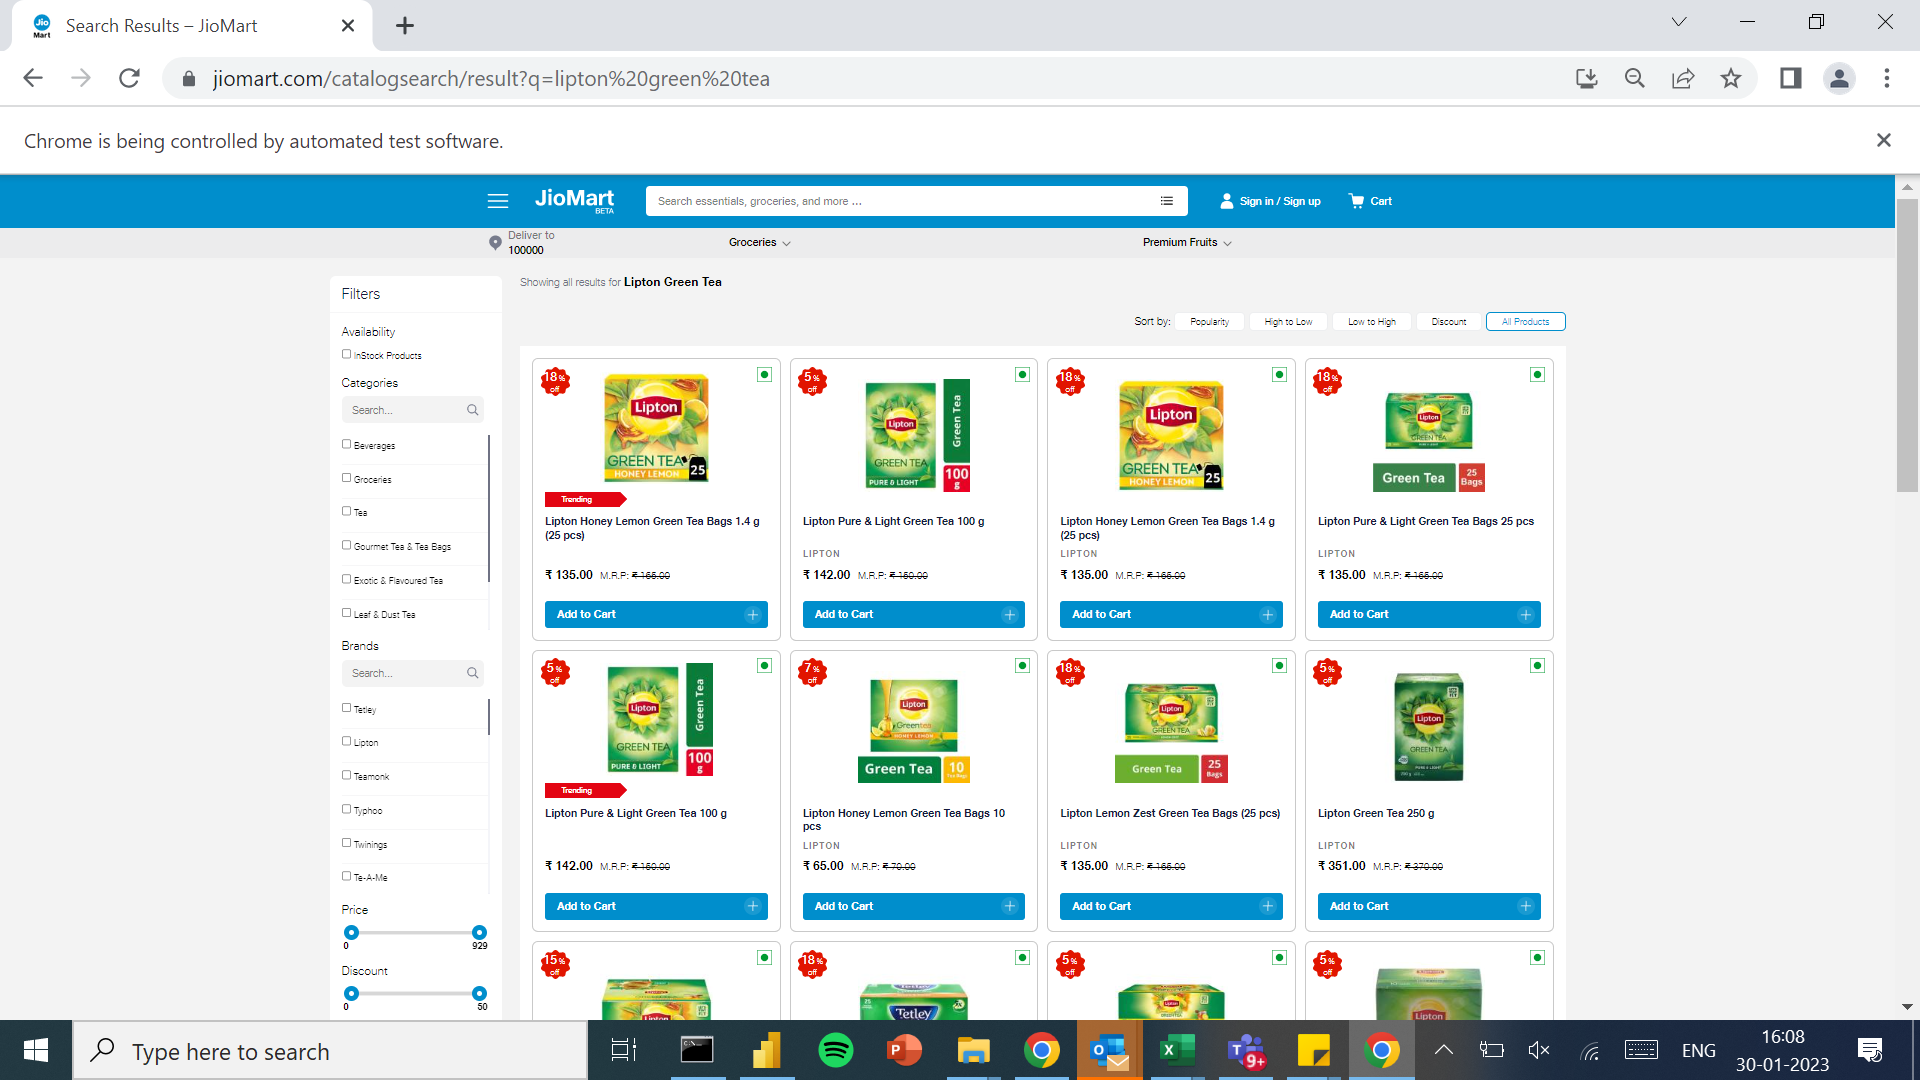 Jio
Mart
Search Results – JioMart
jiomart.com/catalogsearch/result?q=lipton%20green%20tea
Chrome is being controlled by automated test software.
JioMart
BETA
Search essentials, groceries, and more ...
Sign in / Sign up
Cart
Deliver to
100000
Groceries
Premium Fruits
Filters
Availability
InStock Products
Categories
Search...
Beverages
Groceries
Tea
Gourmet Tea & Tea Bags
Exotic & Flavoured Tea
Leaf & Dust Tea
Brands
Search...
Tetley
Lipton
Teamonk
Typhoo
Twinings
Te-A-Me
Price
0 929
Discount
0 50
Showing all results for Lipton Green Tea
Sort by: Popularity High to Low Low to High Discount All Products
18% off
Lipton
GREEN TEA
HONEY LEMON
25
Trending
Lipton Honey Lemon Green Tea Bags 1.4 g
(25 pcs)
₹ 135.00 M.R.P: ₹ 165.00
Add to Cart
5% off
Lipton
GREEN TEA
PURE & LIGHT
Green Tea
100
g
Lipton Pure & Light Green Tea 100 g
LIPTON
₹ 142.00 M.R.P: ₹ 150.00
Add to Cart
18% off
Lipton
GREEN TEA
HONEY LEMON
25
Lipton Honey Lemon Green Tea Bags 1.4 g
(25 pcs)
LIPTON
₹ 135.00 M.R.P: ₹ 165.00
Add to Cart
18% off
Lipton
GREEN TEA
Green Tea
25
Bags
Lipton Pure & Light Green Tea Bags 25 pcs
LIPTON
₹ 135.00 M.R.P: ₹ 165.00
Add to Cart
5% off
Lipton
GREEN TEA
PURE & LIGHT
Green Tea
100
g
Trending
Lipton Pure & Light Green Tea 100 g
₹ 142.00 M.R.P: ₹ 150.00
Add to Cart
7% off
Lipton
Greentea
HONEY LEMON
Green Tea
10
Lipton Honey Lemon Green Tea Bags 10
pcs
LIPTON
₹ 65.00 M.R.P: ₹ 70.00
Add to Cart
18% off
Lipton
GREEN TEA
Green Tea
25
Bags
Lipton Lemon Zest Green Tea Bags (25 pcs)
LIPTON
₹ 135.00 M.R.P: ₹ 165.00
Add to Cart
5% off
Lipton
GREEN TEA
Lipton Green Tea 250 g
LIPTON
₹ 351.00 M.R.P: ₹ 370.00
Add to Cart
15% off
Lipton
18% off
Tetley
5% off
Lipton
5% off
Lipton
Type here to search
9+
ENG
16:08
30-01-2023